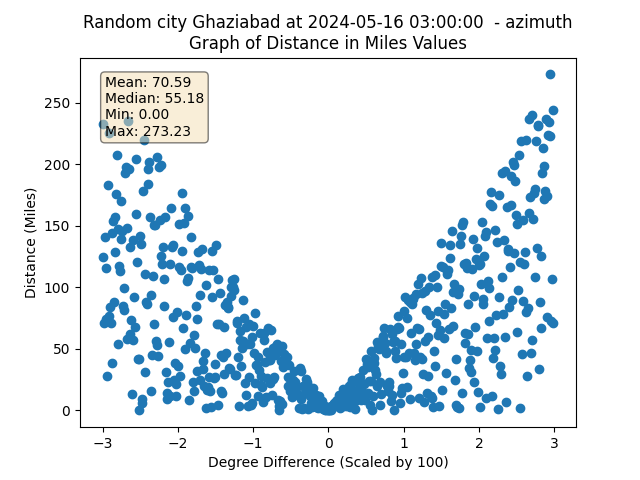 Random city Ghaziabad at 2024-05-16 03:00:00  - azimuth
Graph of Distance in Miles Values
Mean: 70.59
Median: 55.18
Min: 0.00
Max: 273.23
Distance (Miles)
250
200
150
100
50
0
−3 −2 −1 0 1 2 3
Degree Difference (Scaled by 100)